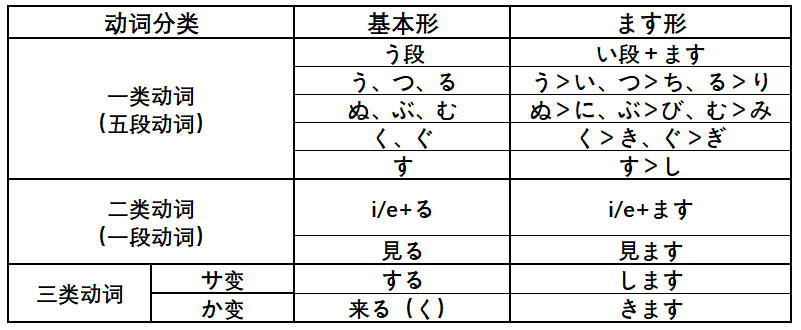 动词分类 基本形 ます形
一类动词
(五段动词)
う段 い段+ます
う、つ、る う>い、つ>ち、る>り
ぬ、ぶ、む ぬ>に、ぶ>び、む>み
く、ぐ く>き、ぐ>ぎ
す す>し
二类动词
(一段动词)
i/e+る i/e+ます
見る 見ます
三类动词 サ变 する します
か变 来る(く) きます